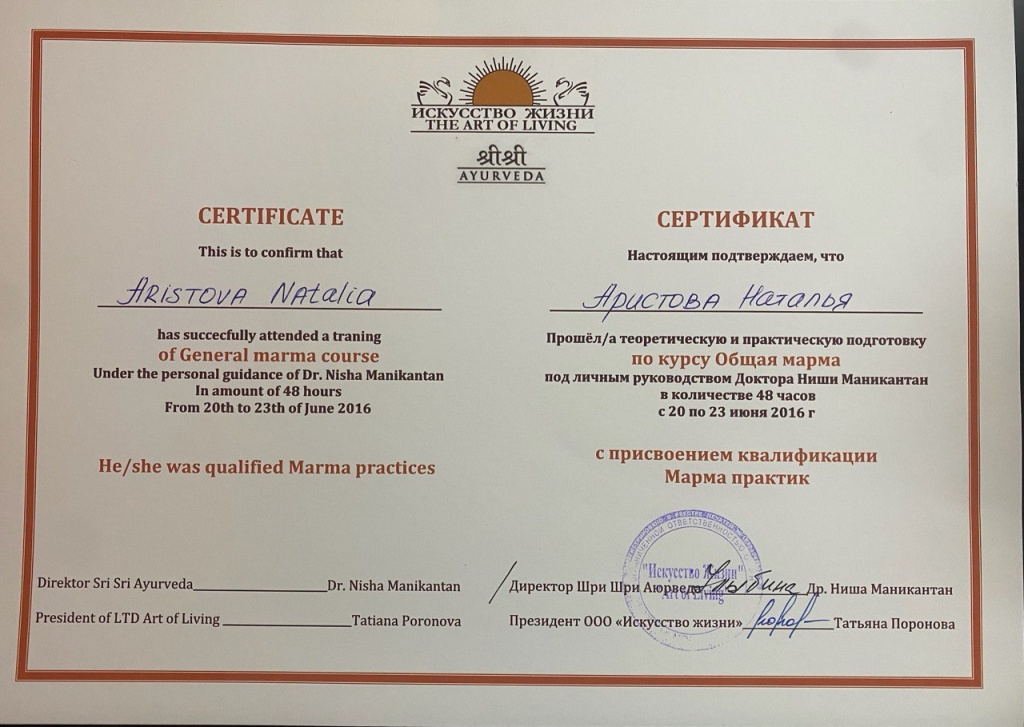 ИСКУССТВО ЖИЗНИ
THE ART OF LIVING
श्री श्री
AYURVEDA
CERTIFICATE
This is to confirm that
ARISTOVA NAtalia
has succecfully attended a traning
of General marma course
Under the personal guidance of Dr. Nisha Manikantan
In amount of 48 hours
From 20th to 23th of June 2016
He/she was qualified Marma practices
Direktor Sri Sri Ayurveda Dr. Nisha Manikantan
President of LTD Art of Living Tatiana Poronova
СЕРТИФИКАТ
Настоящим подтверждаем, что
Аристова Наталья
Прошёл/а теоретическую и практическую подготовку
по курсу Общая марма
под личным руководством Доктора Ниши Маникантан
в количестве 48 часов
с 20 по 23 июня 2016 г
с присвоением квалификации
Марма практик
"Искусство Жизни"
Art of Living
Директор Шри Шри Аюрведа Др. Ниша Маникантан
Президент ООО «Искусство жизни» Татьяна Поронова